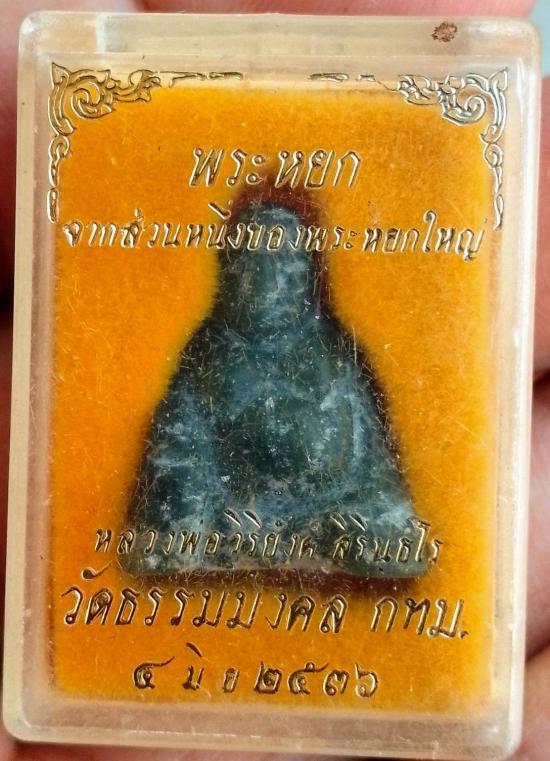 พระหยก
จากส่วนหนึ่งของพระหยกใหญ่
หลวงพ่อวิริยังค์ สิรินฺธโร
วัดธรรมมงคล กทม.
๔ มิย ๒๕๓๖